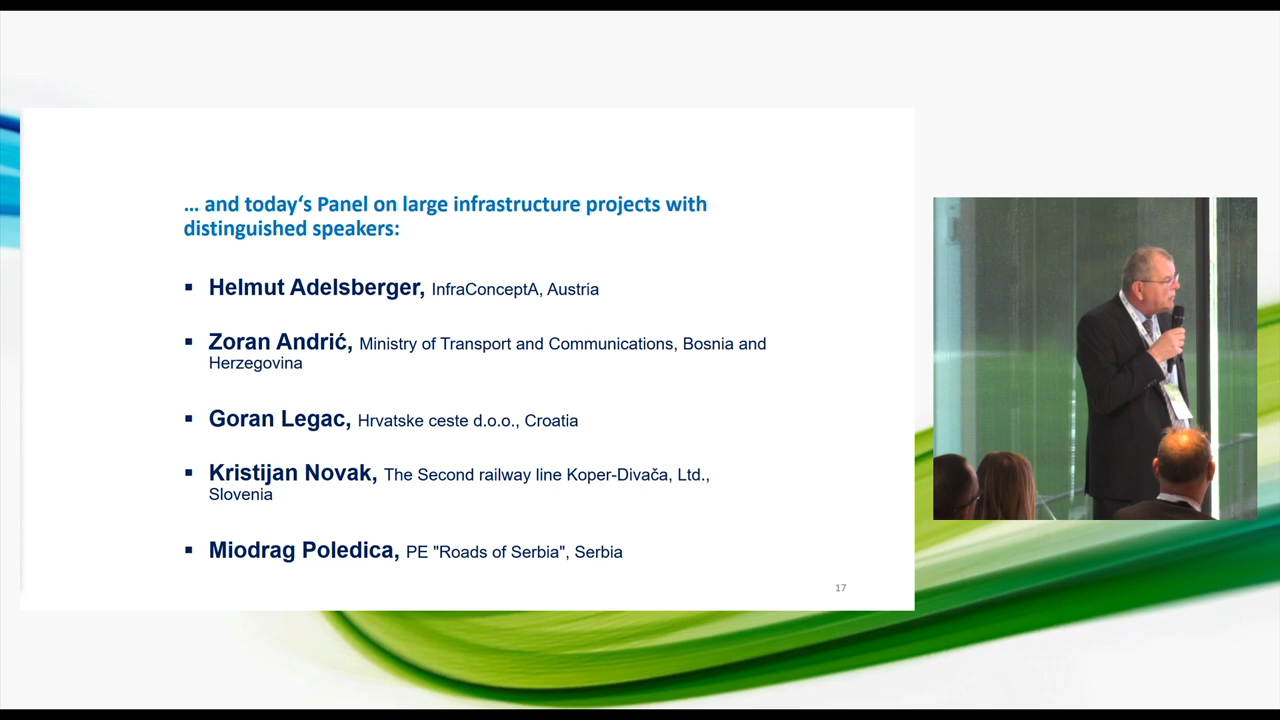 … and today‘s Panel on large infrastructure projects with
distinguished speakers:
▪ Helmut Adelsberger, InfraConceptA, Austria
▪ Zoran Andrić, Ministry of Transport and Communications, Bosnia and
Herzegovina
▪ Goran Legac, Hrvatske ceste d.o.o., Croatia
▪ Kristijan Novak, The Second railway line Koper-Divača, Ltd.,
Slovenia
▪ Miodrag Poledica, PE "Roads of Serbia", Serbia
17